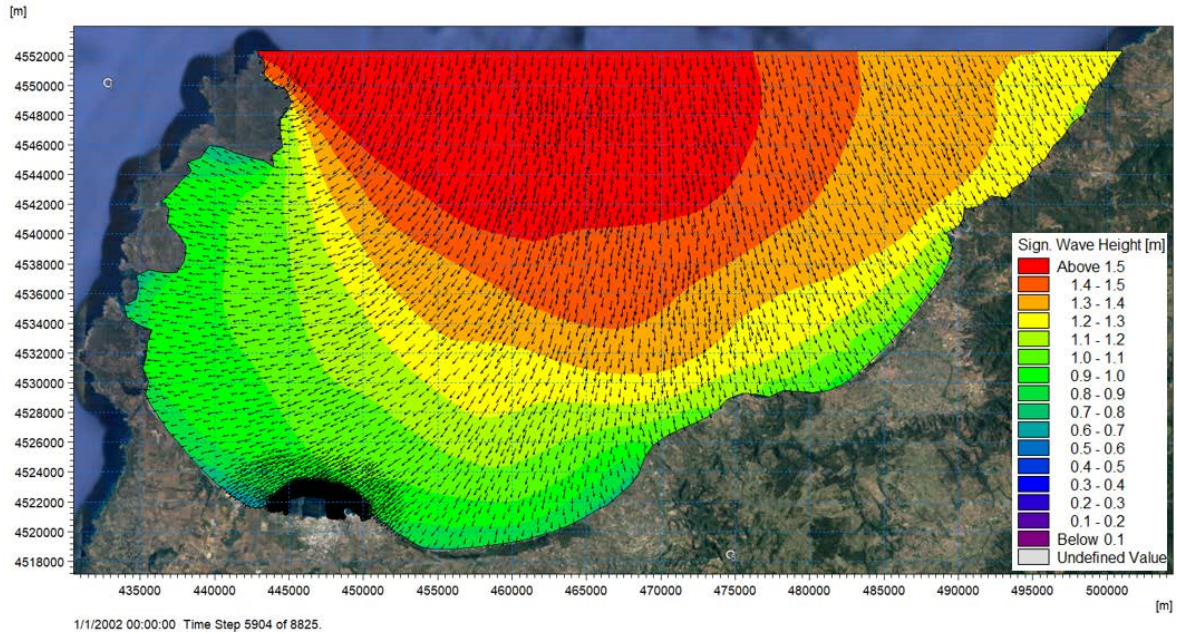 [m]
4552000
4550000
4548000
4546000
4544000
4542000
4540000
4538000
4536000
4534000
4532000
4530000
4528000
4526000
4524000
4522000
4520000
4518000
Sign. Wave Height [m]
Above 1.5
1.4 - 1.5
1.3 - 1.4
1.2 - 1.3
1.1 - 1.2
1.0 - 1.1
0.9 - 1.0
0.8 - 0.9
0.7 - 0.8
0.6 - 0.7
0.5 - 0.6
0.4 - 0.5
0.3 - 0.4
0.2 - 0.3
0.1 - 0.2
Below 0.1
Undefined Value
435000 440000 445000 450000 455000 460000 465000 470000 475000 480000 485000 490000 495000 500000
[m]
1/1/2002 00:00:00 Time Step 5904 of 8825.